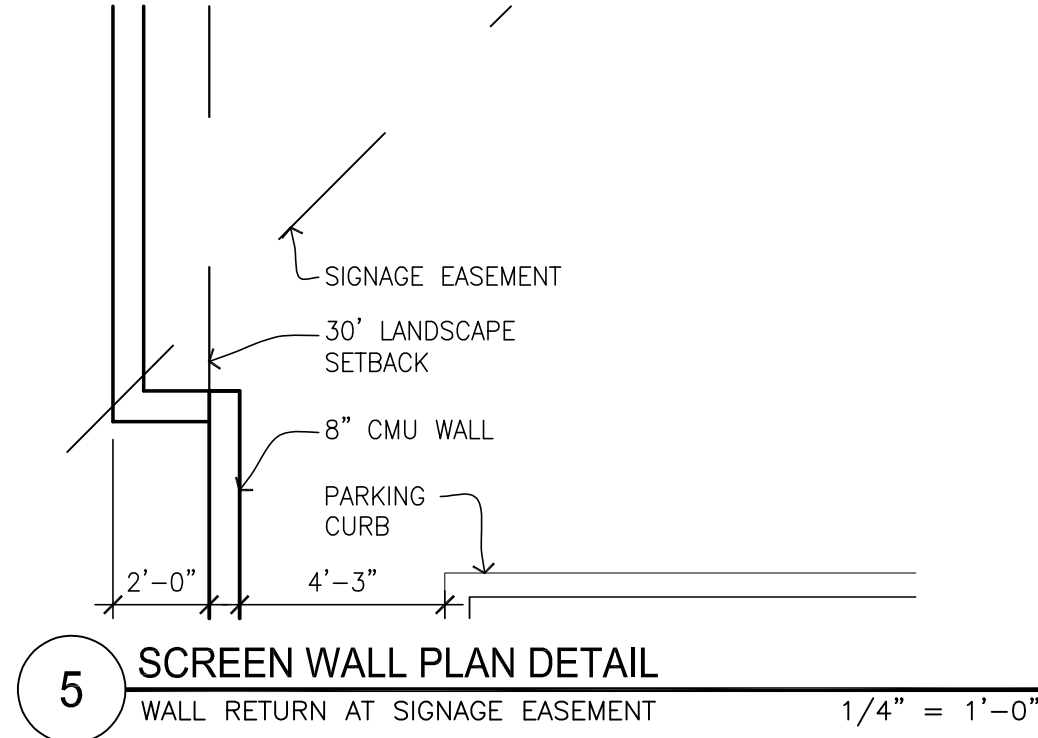 SIGNAGE EASEMENT
30' LANDSCAPE
SETBACK
8" CMU WALL
PARKING
CURB
2'-0"
4'-3"
5
SCREEN WALL PLAN DETAIL
WALL RETURN AT SIGNAGE EASEMENT
1/4" = 1'-0"